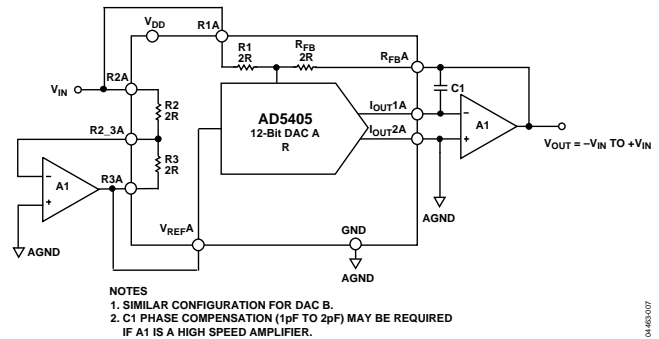 VDD
R1A
R1
2R
RFB
2R
RFBA
R2A
VIN
C1
R2
2R
AD5405
12-Bit DAC A
R
IOUT1A
IOUT2A
A1
VOUT = –VIN TO +VIN
R2_3A
R3
2R
R3A
A1
AGND
AGND
VREFA
GND
AGND
NOTES
1. SIMILAR CONFIGURATION FOR DAC B.
2. C1 PHASE COMPENSATION (1pF TO 2pF) MAY BE REQUIRED
IF A1 IS A HIGH SPEED AMPLIFIER.
04463-007